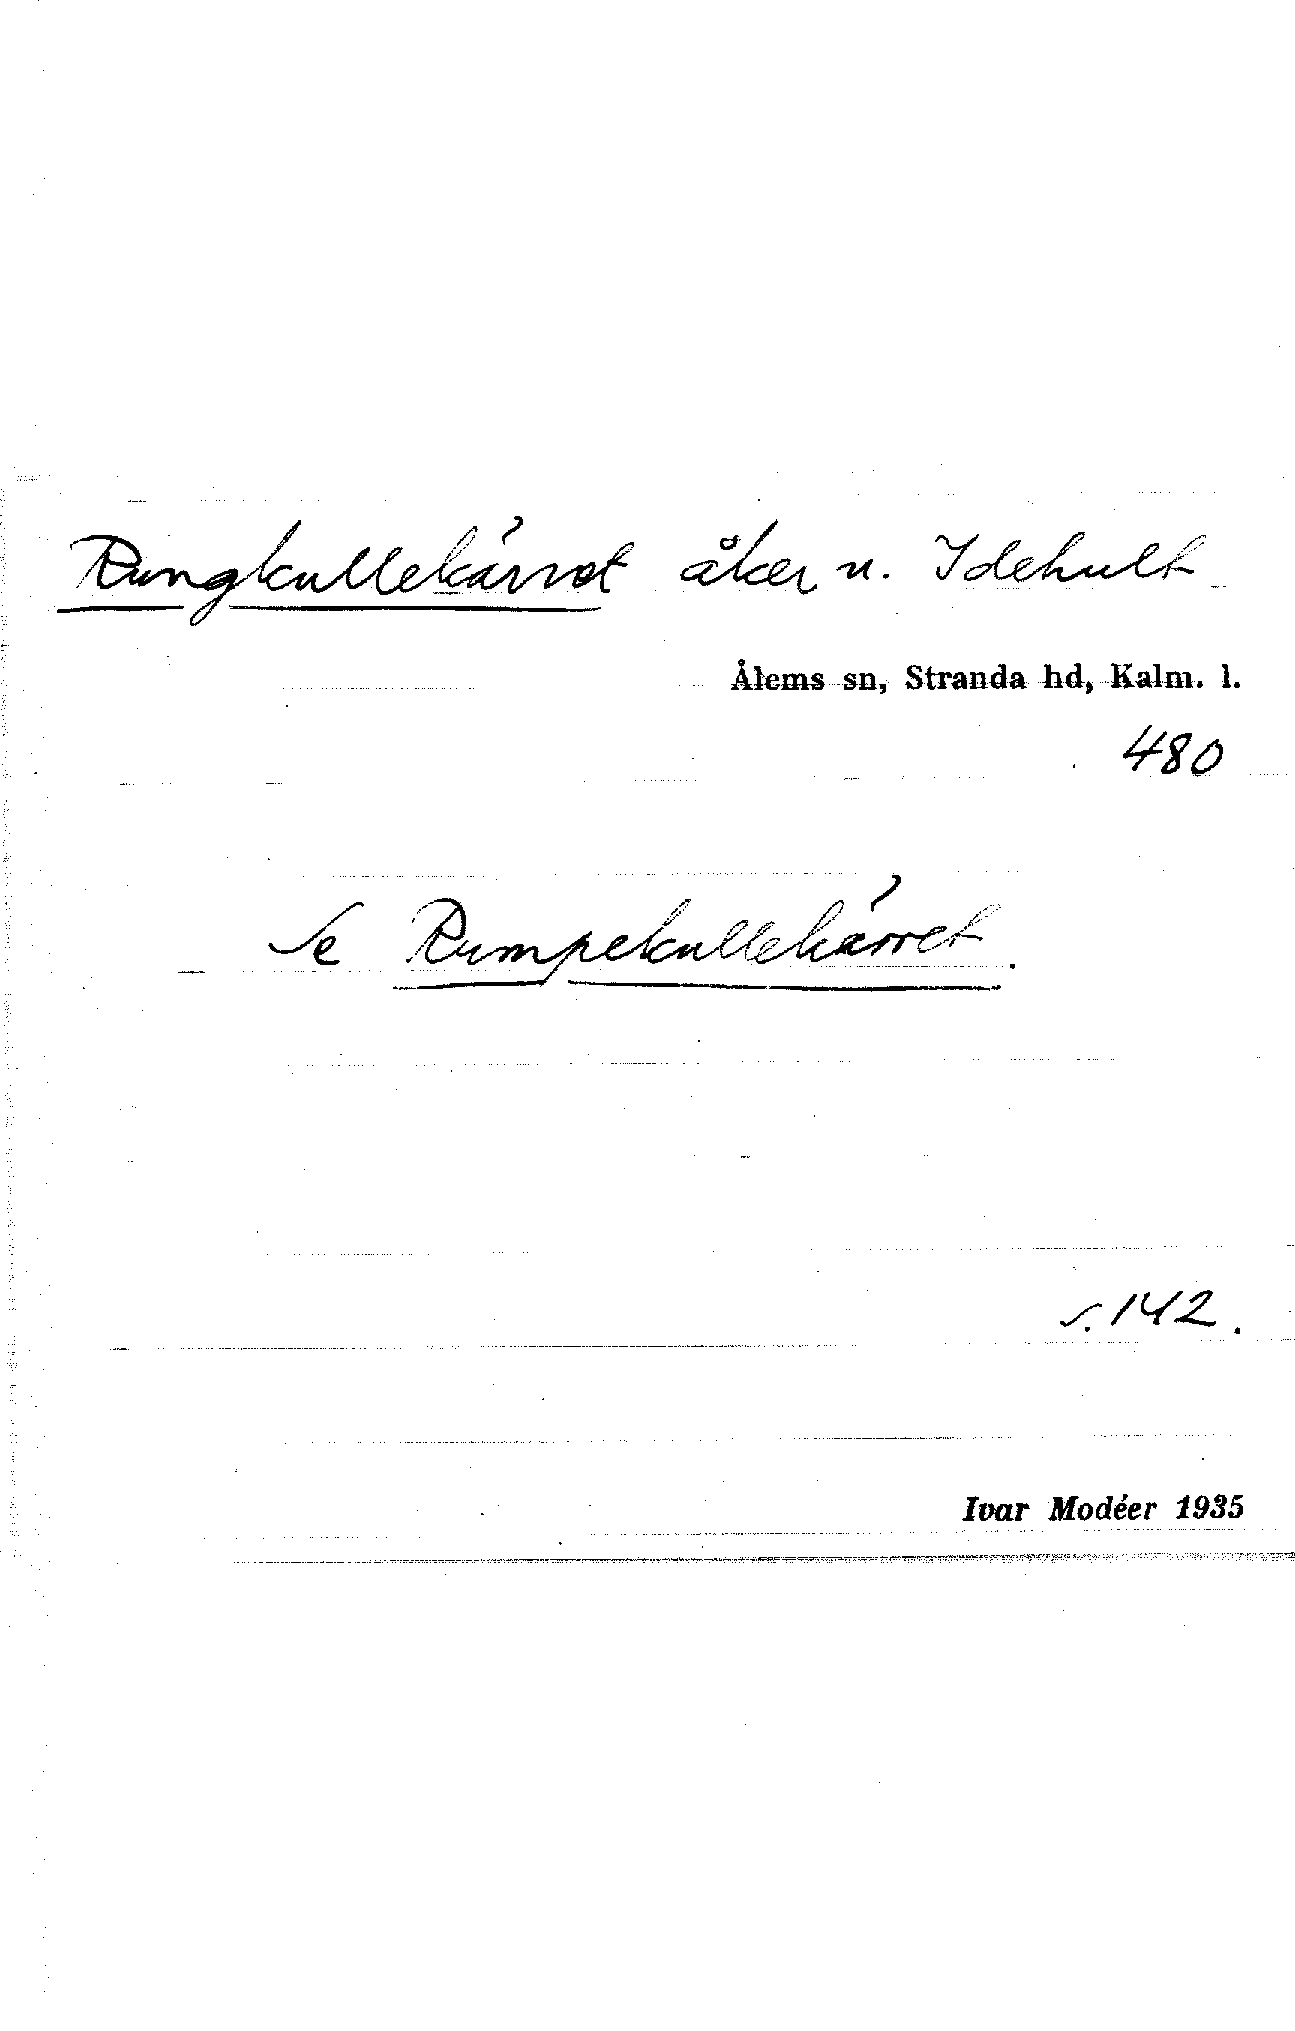 Rungkullekärret åker u. Idehult
Ålems sn, Stranda hd, Kalm. l.
480
Se Rumpekullekärret.
s. 142.
Ivar Modéer 1935